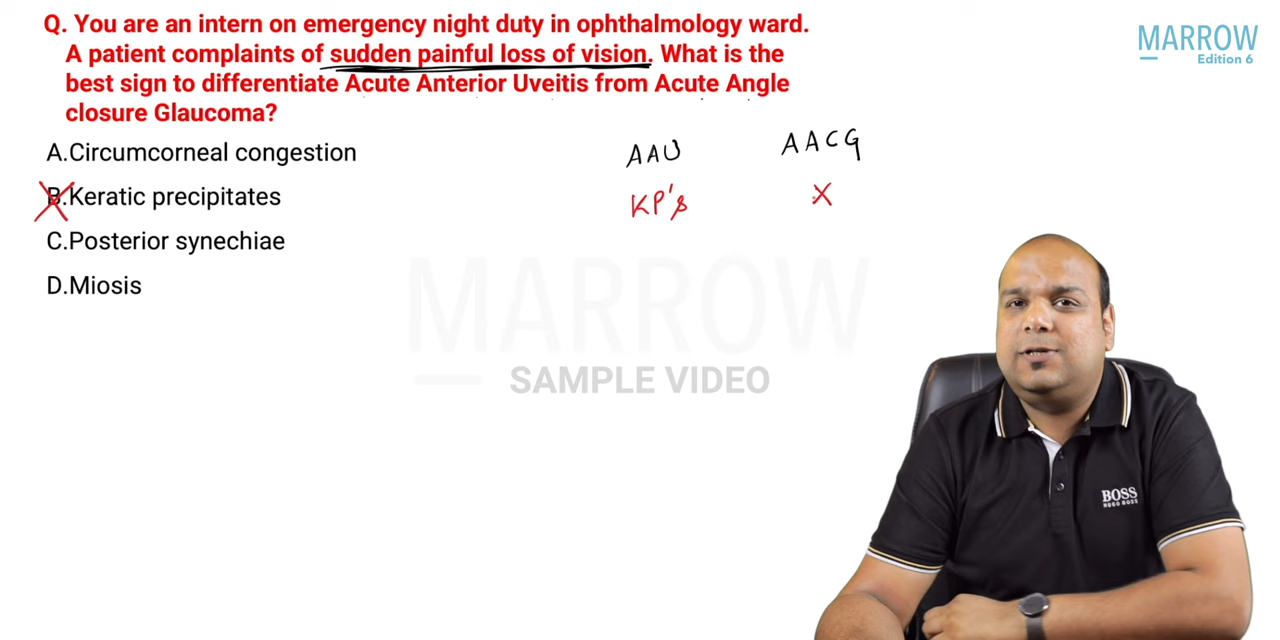 Q. You are an intern on emergency night duty in ophthalmology ward.
A patient complaints of sudden painful loss of vision. What is the
best sign to differentiate Acute Anterior Uveitis from Acute Angle
closure Glaucoma?
MARROW
Edition 6
A.Circumcorneal congestion
B.Keratic precipitates
C.Posterior synechiae
D.Miosis
AAU AACG
KP's X
MARROW
SAMPLE VIDEO
BOSS
HUGO BOSS